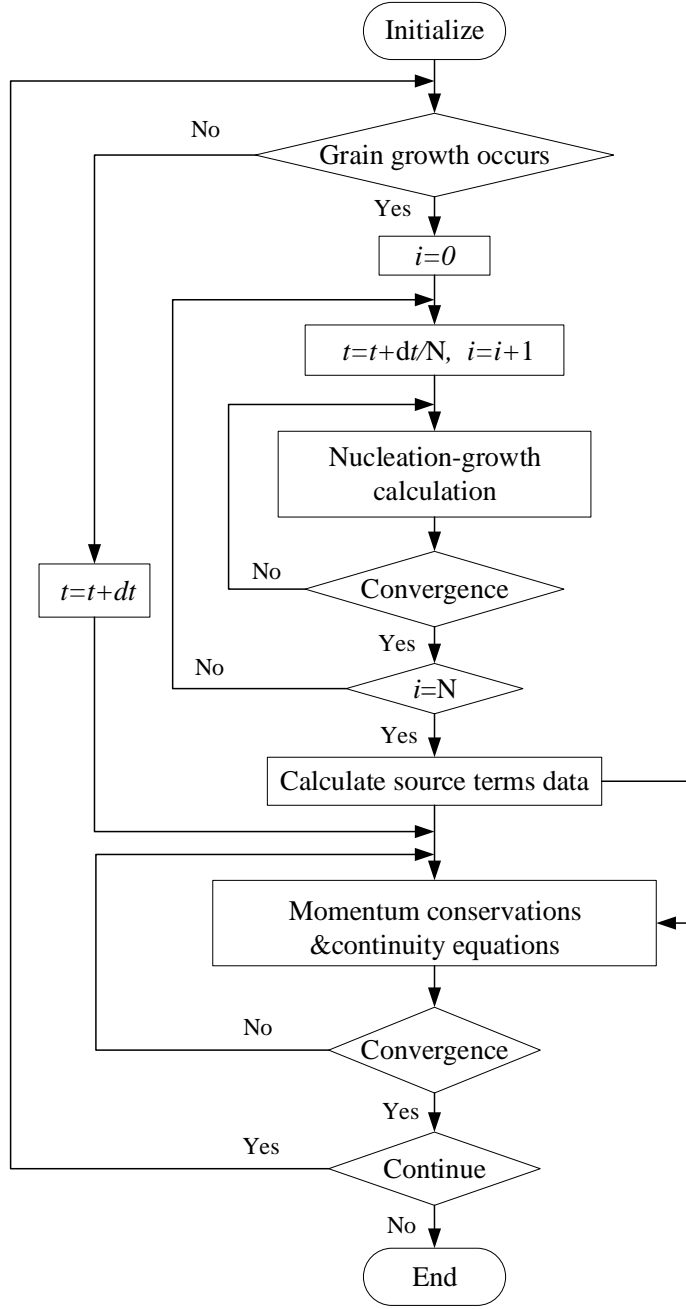 Initialize
No
Grain growth occurs
Yes
i=0
t=t+dt/N, i=i+1
Nucleation-growth
calculation
No
Convergence
t=t+dt
Yes
No
i=N
Yes
Calculate source terms data
Momentum conservations
&continuity equations
No
Convergence
Yes
Yes
Continue
No
End